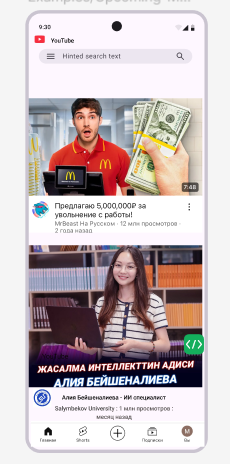 9:30
YouTube
Hinted search text
7:48
Предлагаю 5,000,000₽ за
увольнение с работы!
MrBeast На Русском · 12 млн просмотров ·
2 года назад
ЖАСАЛМА ИНТЕЛЛЕКТТИН АДИСИ
АЛИЯ БЕЙШЕНАЛИЕВА
Алия Бейшеналиева - ИИ специалист
Salymbekov University : 1 млн просмотров :
месяц назад
Главная Shorts Подписки Вы
M